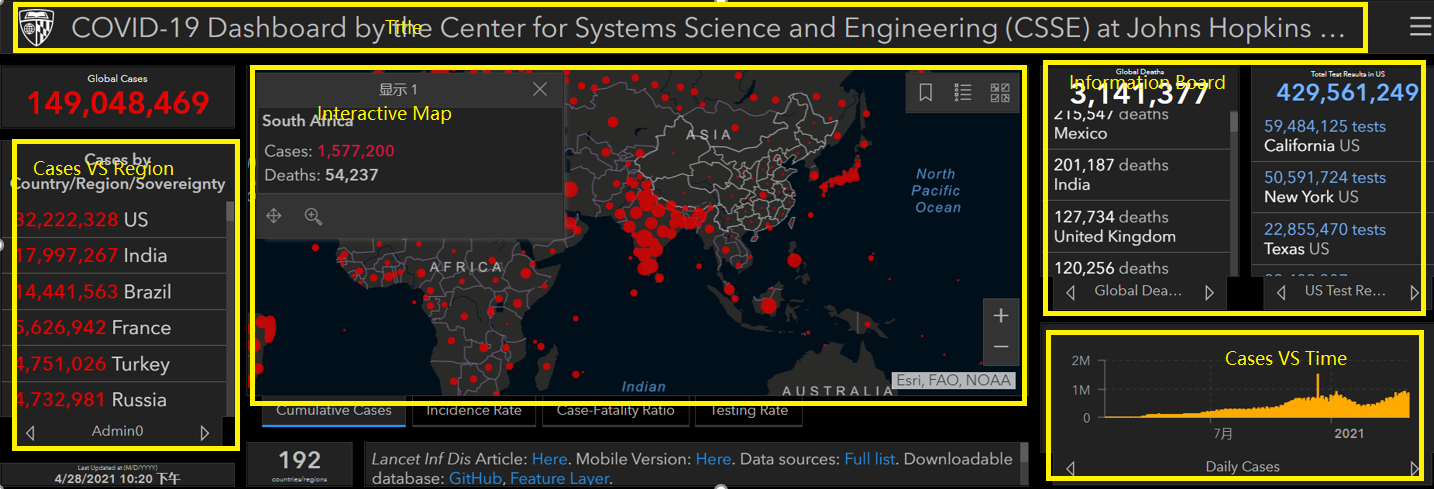 COVID-19 Dashboard by the Center for Systems Science and Engineering (CSSE) at Johns Hopkins ...
Title
Global Cases
149,048,469
Cases by
Country/Region/Sovereignty
Cases VS Region
32,222,328 US
17,997,267 India
14,441,563 Brazil
5,626,942 France
4,751,026 Turkey
4,732,981 Russia
Admin0
Last Updated at (M/D/YYYY)
4/28/2021 10:20 下午
显示 1
Interactive Map
South Africa
Cases: 1,577,200
Deaths: 54,237
ASIA
North
Pacific
Ocean
AFRICA
Indian
AUSTRALIA
Esri, FAO, NOAA
Cumulative Cases
Incidence Rate
Case-Fatality Ratio
Testing Rate
192
countries/regions
Lancet Inf Dis Article: Here. Mobile Version: Here. Data sources: Full list. Downloadable
database: GitHub, Feature Layer.
Information Board
Global Deaths
3,141,377
215,547 deaths
Mexico
201,187 deaths
India
127,734 deaths
United Kingdom
120,256 deaths
Global Dea...
Total Test Results in US
429,561,249
59,484,125 tests
California US
50,591,724 tests
New York US
22,855,470 tests
Texas US
US Test Re...
Cases VS Time
2M
1M
0
7月
2021
Daily Cases